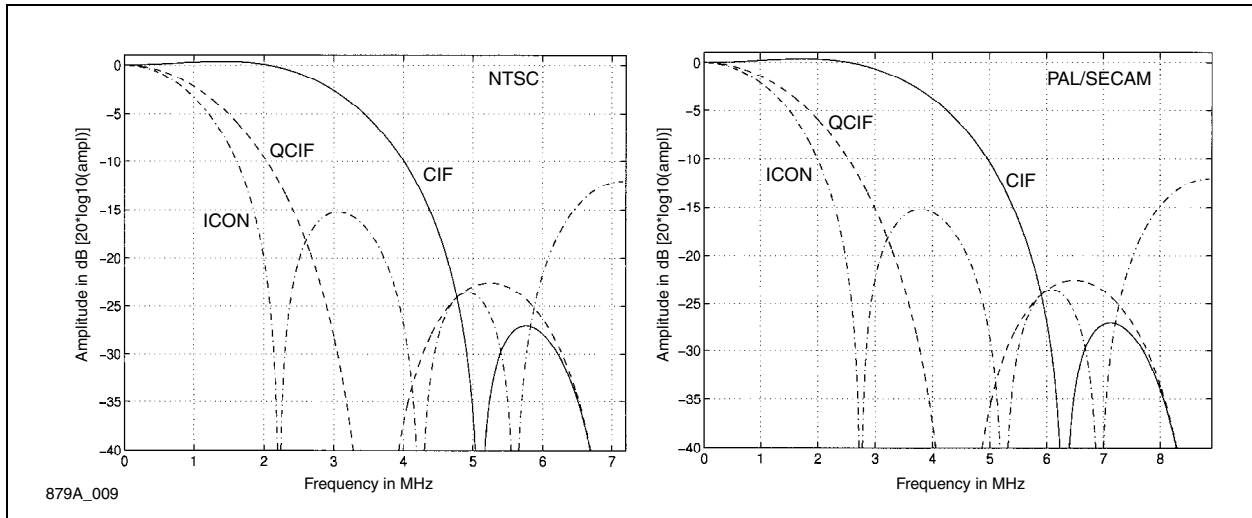 NTSC
QCIF
CIF
ICON
0
−5
−10
−15
−20
−25
−30
−35
−40
0 1 2 3 4 5 6 7
Amplitude in dB [20*log10(ampl)]
Frequency in MHz
PAL/SECAM
QCIF
ICON
CIF
0
−5
−10
−15
−20
−25
−30
−35
−40
0 1 2 3 4 5 6 7 8
Amplitude in dB [20*log10(ampl)]
Frequency in MHz
879A_009